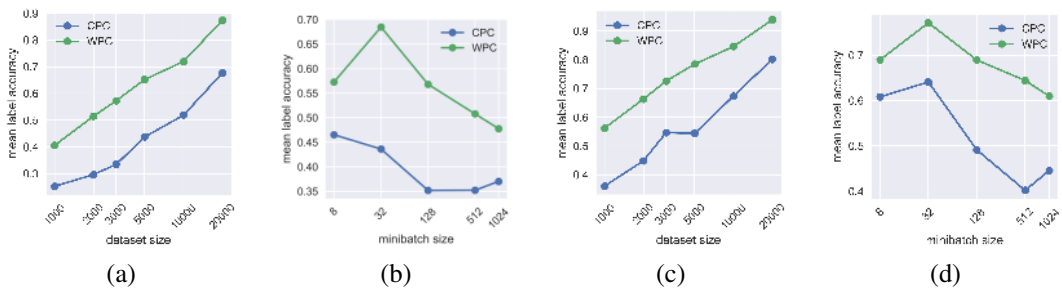 0.9
0.8
0.7
0.6
0.5
0.4
0.3
mean label accuracy
CPC
WPC
1000
2000
3000
5000
10000
20000
dataset size
(a)
0.70
0.65
0.60
0.55
0.50
0.45
0.40
0.35
mean label accuracy
CPC
WPC
8
32
128
512
1024
minibatch size
(b)
0.9
0.8
0.7
0.6
0.5
0.4
mean label accuracy
CPC
WPC
1000
2000
3000
5000
10000
20000
dataset size
(c)
0.7
0.6
0.5
0.4
mean label accuracy
CPC
WPC
8
32
128
512
1024
minibatch size
(d)